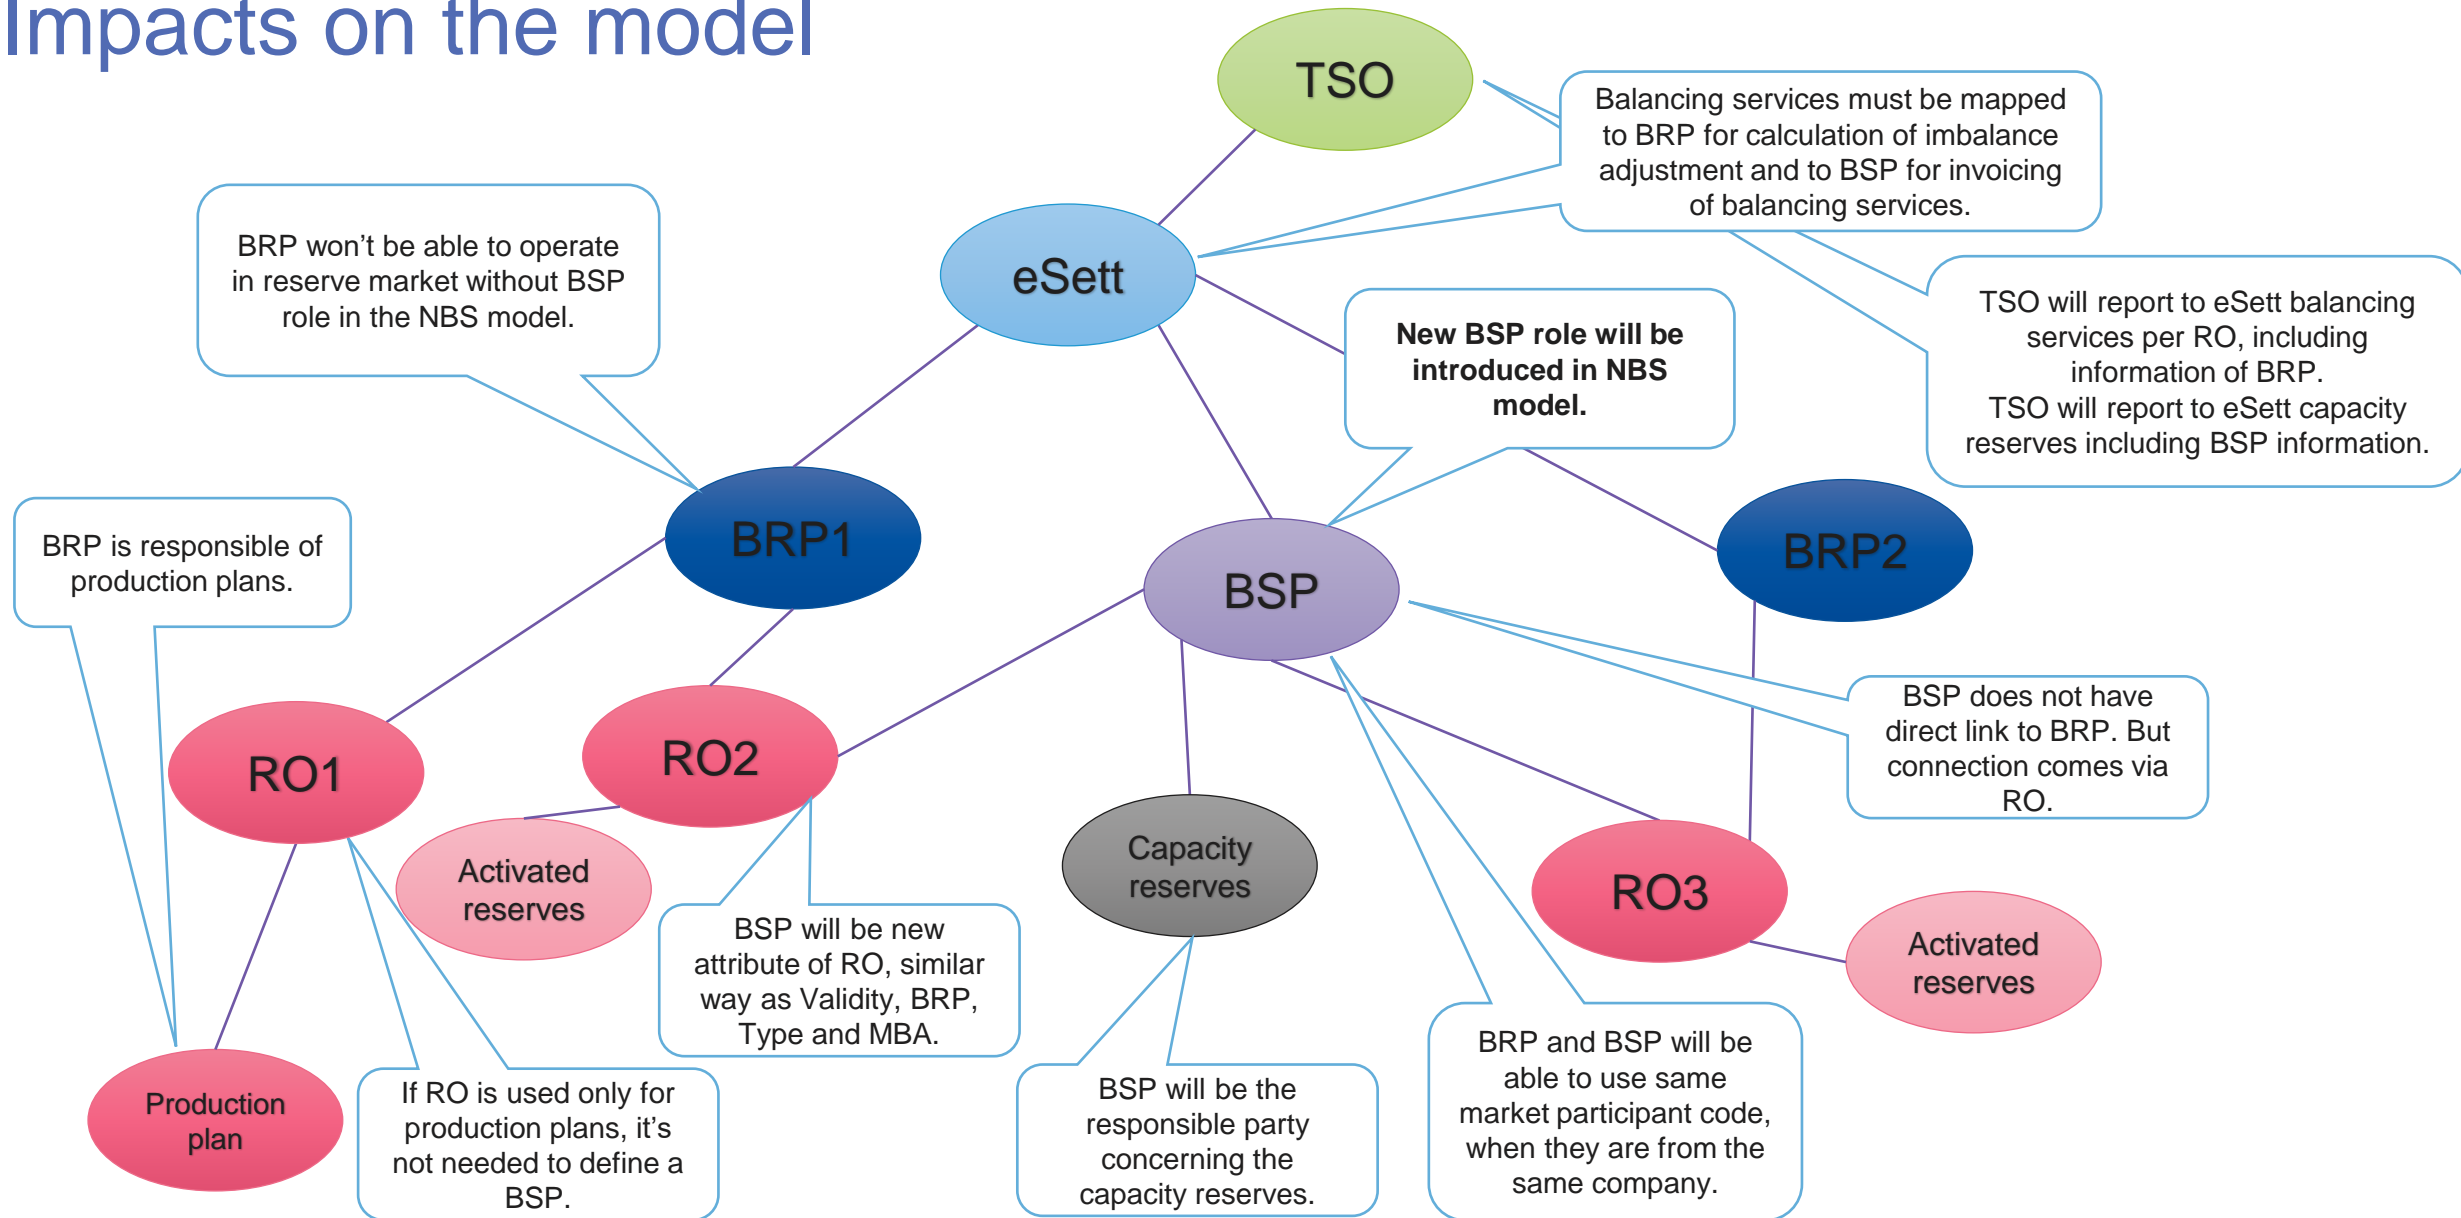 Impacts on the model
TSO
Balancing services must be mapped
to BRP for calculation of imbalance
adjustment and to BSP for invoicing
of balancing services.
BRP won’t be able to operate
in reserve market without BSP
role in the NBS model.
eSett
New BSP role will be
introduced in NBS
model.
TSO will report to eSett balancing
services per RO, including
information of BRP.
TSO will report to eSett capacity
reserves including BSP information.
BRP is responsible of
production plans.
BRP1
BSP
BRP2
RO1
RO2
BSP does not have
direct link to BRP. But
connection comes via
RO.
Activated
reserves
Capacity
reserves
RO3
Activated
reserves
BSP will be new
attribute of RO, similar
way as Validity, BRP,
Type and MBA.
Production
plan
If RO is used only for
production plans, it’s
not needed to define a
BSP.
BSP will be the
responsible party
concerning the
capacity reserves.
BRP and BSP will be
able to use same
market participant code,
when they are from the
same company.